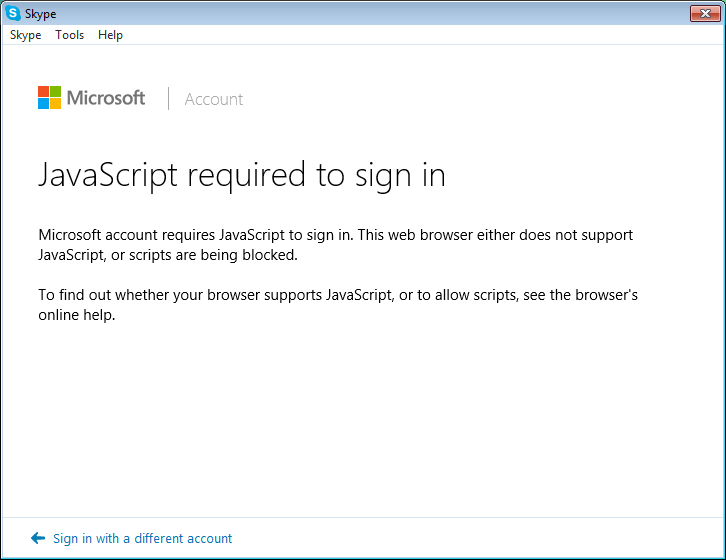 Skype
Skype Tools Help
Microsoft Account
JavaScript required to sign in
Microsoft account requires JavaScript to sign in. This web browser either does not support
JavaScript, or scripts are being blocked.
To find out whether your browser supports JavaScript, or to allow scripts, see the browser's
online help.
Sign in with a different account